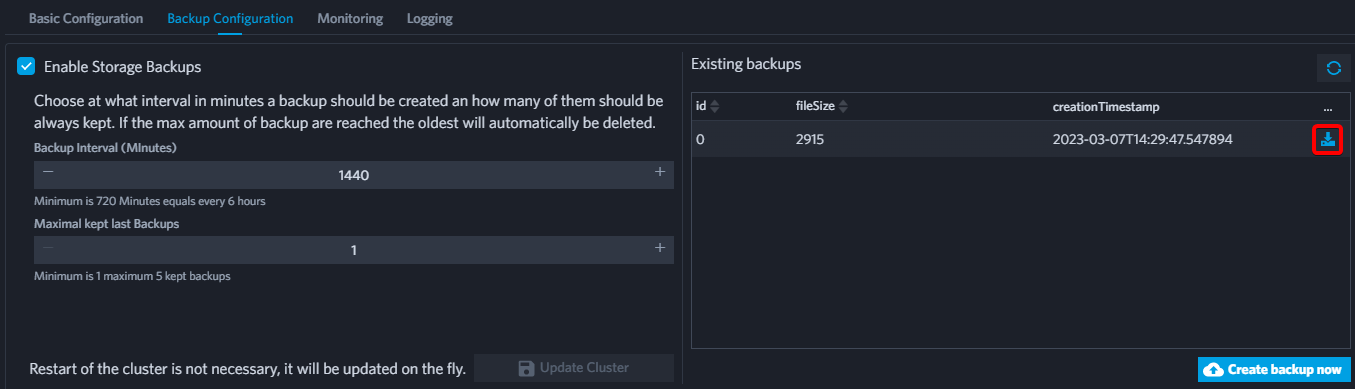 Basic Configuration Backup Configuration Monitoring Logging
Enable Storage Backups
Choose at what interval in minutes a backup should be created an how many of them should be
always kept. If the max amount of backup are reached the oldest will automatically be deleted.
Backup Interval (MInutes)
1440
Minimum is 720 Minutes equals every 6 hours
Maximal kept last Backups
1
Minimum is 1 maximum 5 kept backups
Restart of the cluster is not necessary, it will be updated on the fly.
Update Cluster
Existing backups
id fileSize creationTimestamp ...
0 2915 2023-03-07T14:29:47.547894
Create backup now